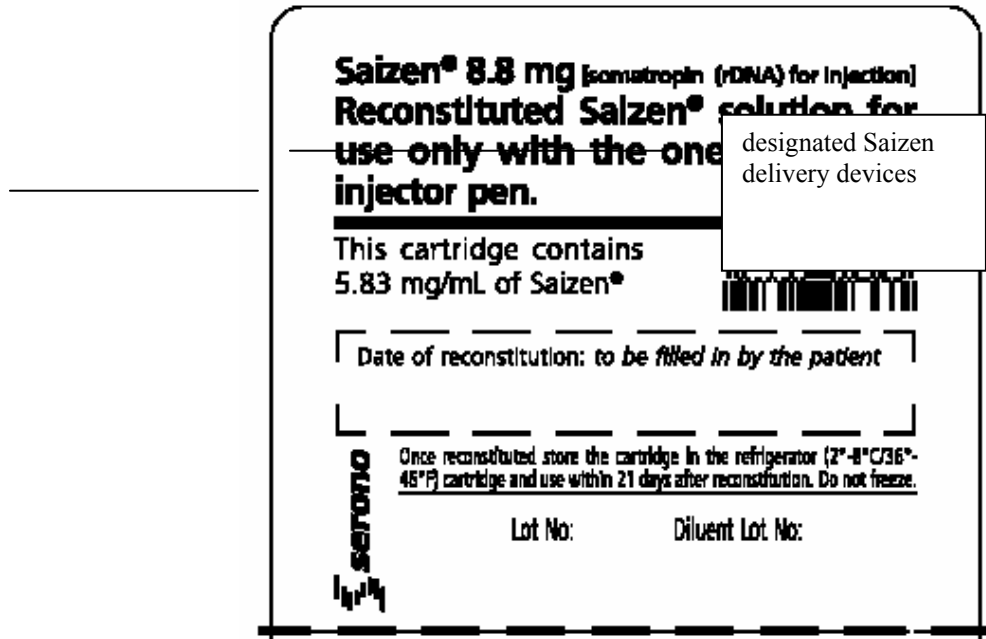 Saizen® 8.8 mg [somatropin (rDNA) for injection]
Reconstituted Saizen® solution for
use only with the one
injector pen.
designated Saizen
delivery devices
This cartridge contains
5.83 mg/mL of Saizen®
Date of reconstitution: to be filled in by the patient
Once reconstituted store the cartridge in the refrigerator (2°-8°C/36°-
46°F) cartridge and use within 21 days after reconstitution. Do not freeze.
Lot No: Diluent Lot No:
serono